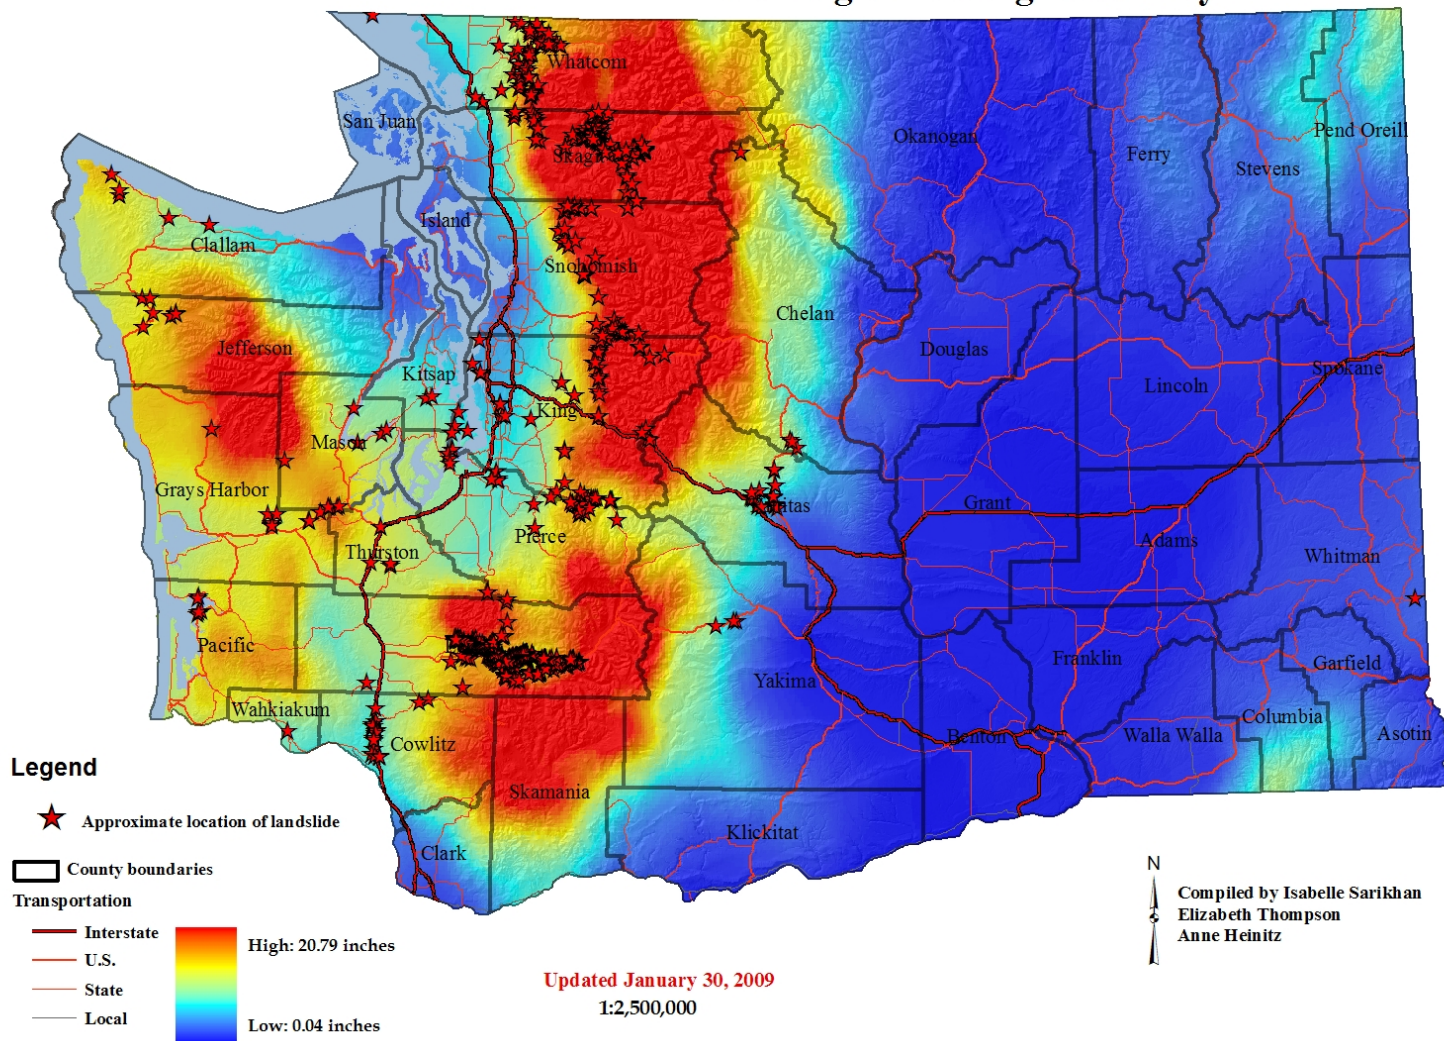 Whatcom
San Juan
Skagit
Okanogan
Ferry
Stevens
Pend Oreill
Island
Clallam
Snohomish
Chelan
Jefferson
Douglas
Kitsap
Lincoln
Spokane
King
Mason
Grays Harbor
Grant
Kittitas
Adams
Pierce
Thurston
Whitman
Pacific
Franklin
Garfield
Yakima
Wahkiakum
Cowlitz
Benton
Walla Walla
Columbia
Asotin
Skamania
Klickitat
Clark
Legend
Approximate location of landslide
County boundaries
Transportation
Interstate
U.S.
State
Local
High: 20.79 inches
Low: 0.04 inches
Updated January 30, 2009
1:2,500,000
N
Compiled by Isabelle Sarikhan
Elizabeth Thompson
Anne Heinitz